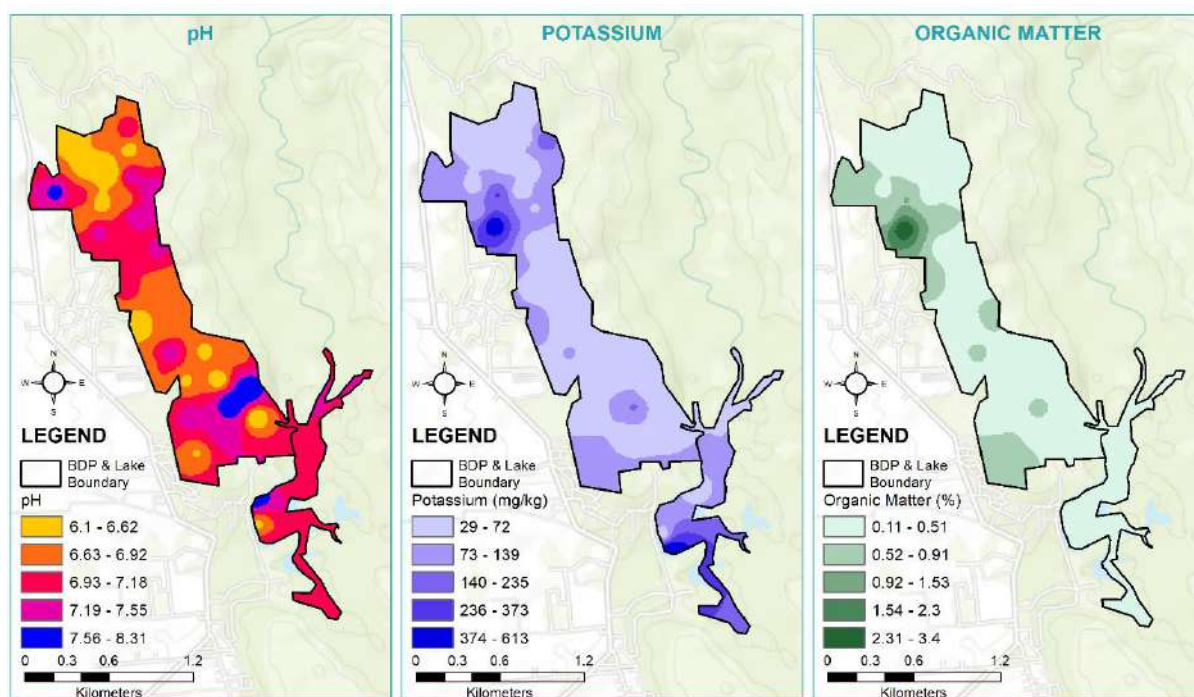 pH
N
W E
S
LEGEND
BDP & Lake
Boundary
pH
6.1 - 6.62
6.63 - 6.92
6.93 - 7.18
7.19 - 7.55
7.56 - 8.31
0 0.3 0.6 1.2
Kilometers
POTASSIUM
N
W E
S
LEGEND
BDP & Lake
Boundary
Potassium (mg/kg)
29 - 72
73 - 139
140 - 235
236 - 373
374 - 613
0 0.3 0.6 1.2
Kilometers
ORGANIC MATTER
N
W E
S
LEGEND
BDP & Lake
Boundary
Organic Matter (%)
0.11 - 0.51
0.52 - 0.91
0.92 - 1.53
1.54 - 2.3
2.31 - 3.4
0 0.3 0.6 1.2
Kilometers